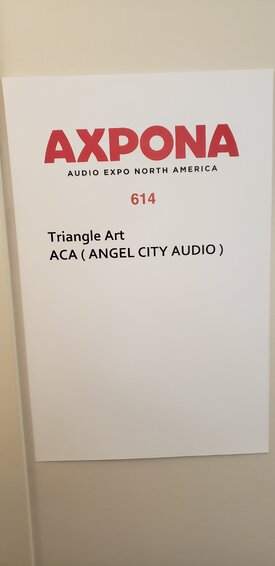 AXPONA
AUDIO EXPO NORTH AMERICA
614
Triangle Art
ACA ( ANGEL CITY AUDIO )